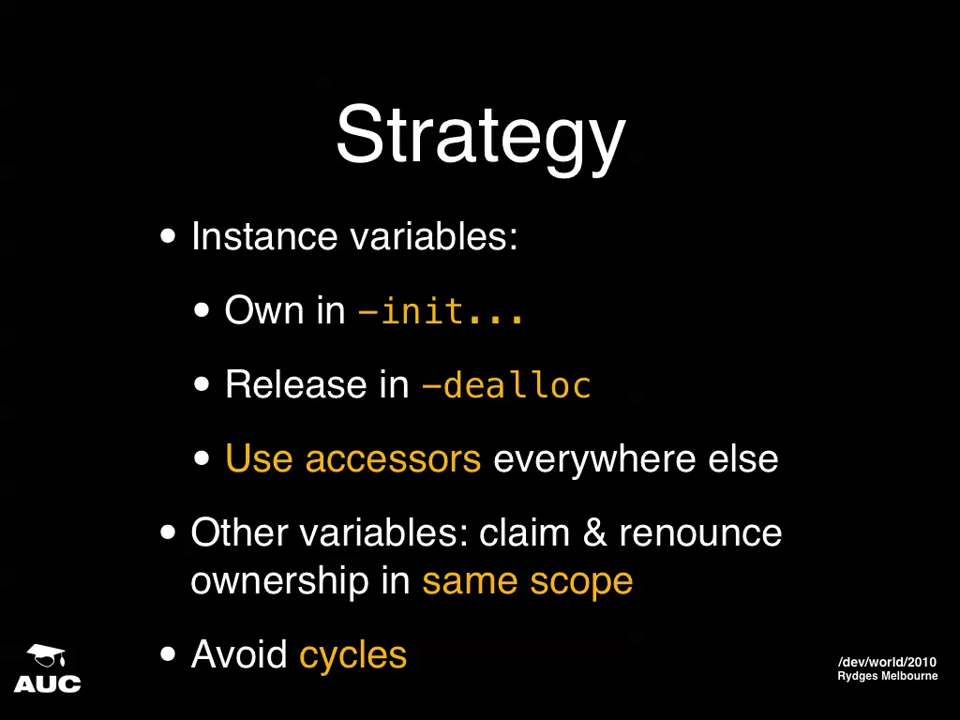 Strategy
• Instance variables:
• Own in -init...
• Release in -dealloc
• Use accessors everywhere else
• Other variables: claim & renounce
ownership in same scope
• Avoid cycles
AUC
/dev/world/2010
Rydges Melbourne